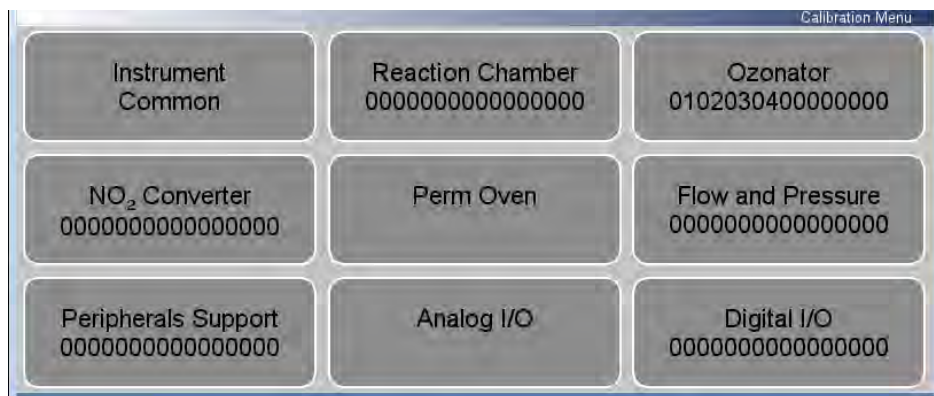 Calibration Menu
Instrument
Common
Reaction Chamber
0000000000000000
Ozonator
0102030400000000
NO₂ Converter
0000000000000000
Perm Oven
Flow and Pressure
0000000000000000
Peripherals Support
0000000000000000
Analog I/O
Digital I/O
0000000000000000